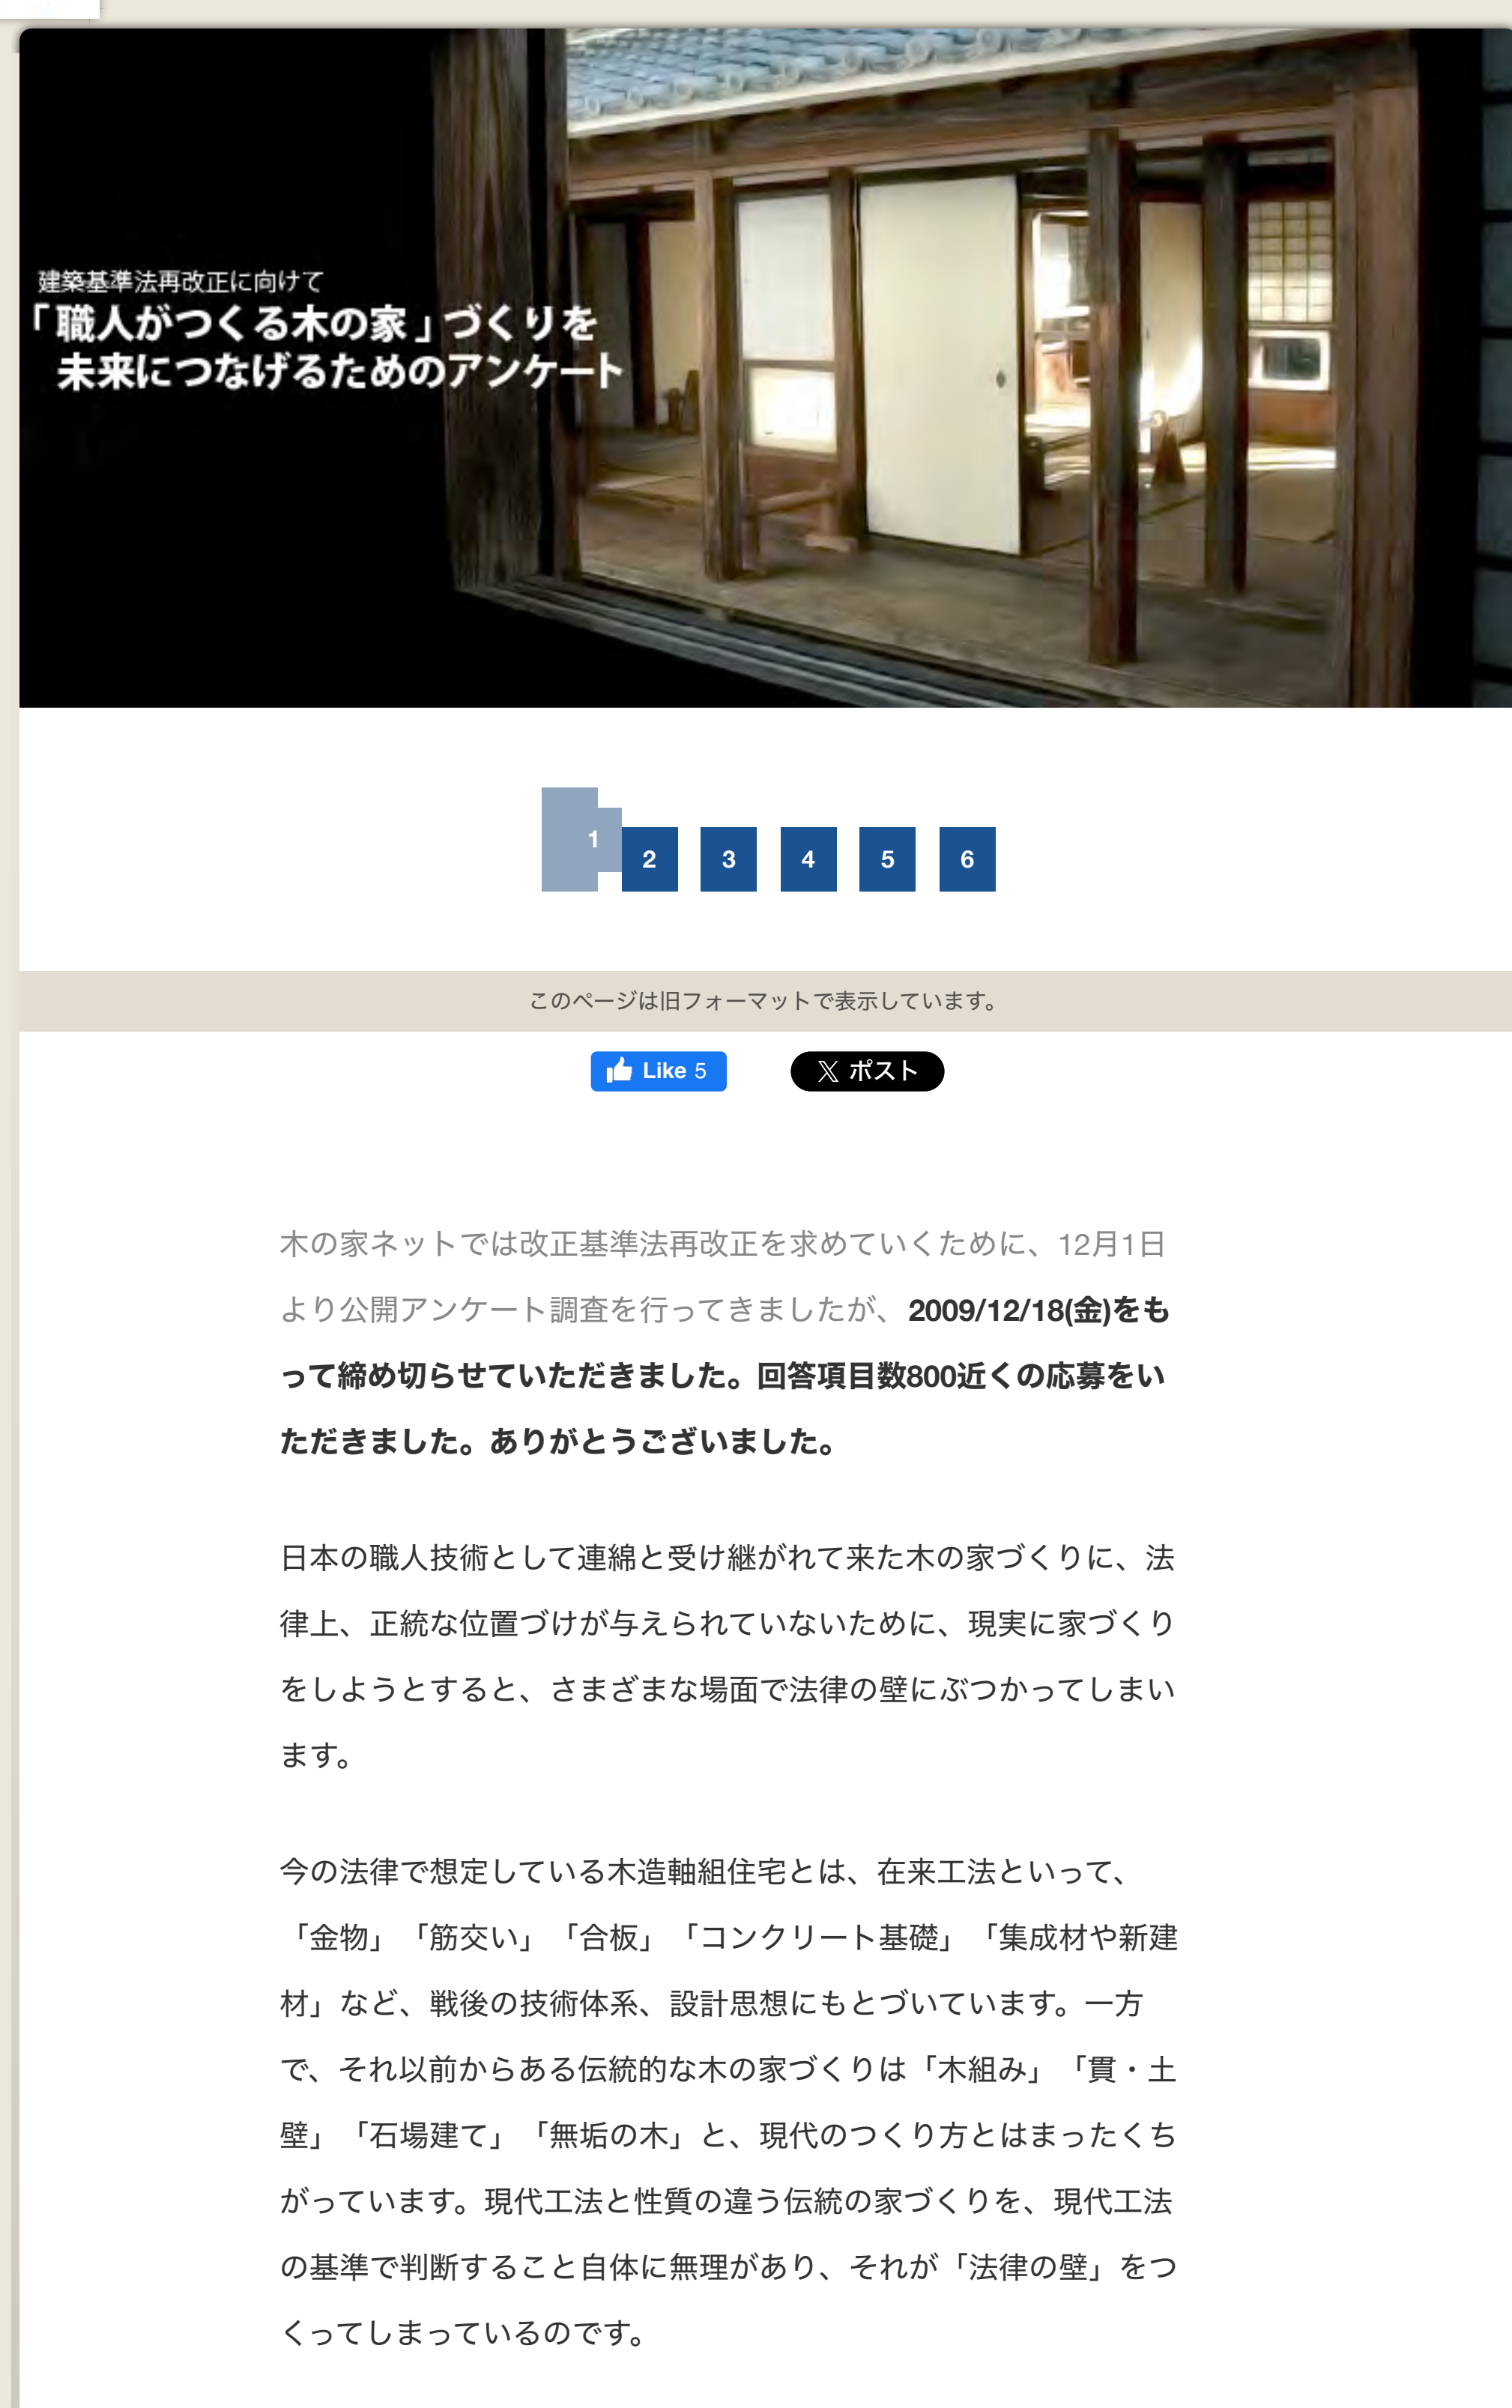 建築基準法再改正に向けて
「職人がつくる木の家」づくりを
未来につなげるためのアンケート
1 2 3 4 5 6
このページは旧フォーマットで表示しています。
Like 5 X ポスト
木の家ネットでは改正基準法再改正を求めていくために、12月1日
より公開アンケート調査を行ってきましたが、2009/12/18(金)をも
って締め切らせていただきました。回答項目数800近くの応募をい
ただきました。ありがとうございました。
日本の職人技術として連綿と受け継がれて来た木の家づくりに、法
律上、正統な位置づけが与えられていないために、現実に家づくり
をしようとすると、さまざまな場面で法律の壁にぶつかってしまい
ます。
今の法律で想定している木造軸組住宅とは、在来工法といって、
「金物」「筋交い」「合板」「コンクリート基礎」「集成材や新建
材」など、戦後の技術体系、設計思想にもとづいています。一方
で、それ以前からある伝統的な木の家づくりは「木組み」「貫・土
壁」「石場建て」「無垢の木」と、現代のつくり方とはまったくち
がっています。現代工法と性質の違う伝統の家づくりを、現代工法
の基準で判断すること自体に無理があり、それが「法律の壁」をつ
くってしまっているのです。